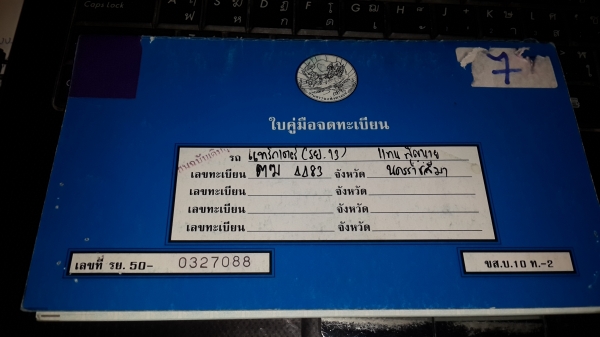 Caps Lock
7
ใบคู่มือจดทะเบียน
รถ แทร็กเตอร์ (รย.13) แทน
เลขทะเบียน ตฆ จังหวัด นครราชสีมา
เลขทะเบียน จังหวัด
เลขทะเบียน จังหวัด
เลขทะเบียน จังหวัด
เลขที่ รย. 50- 0327088
ขส.บ.10 ท.-2